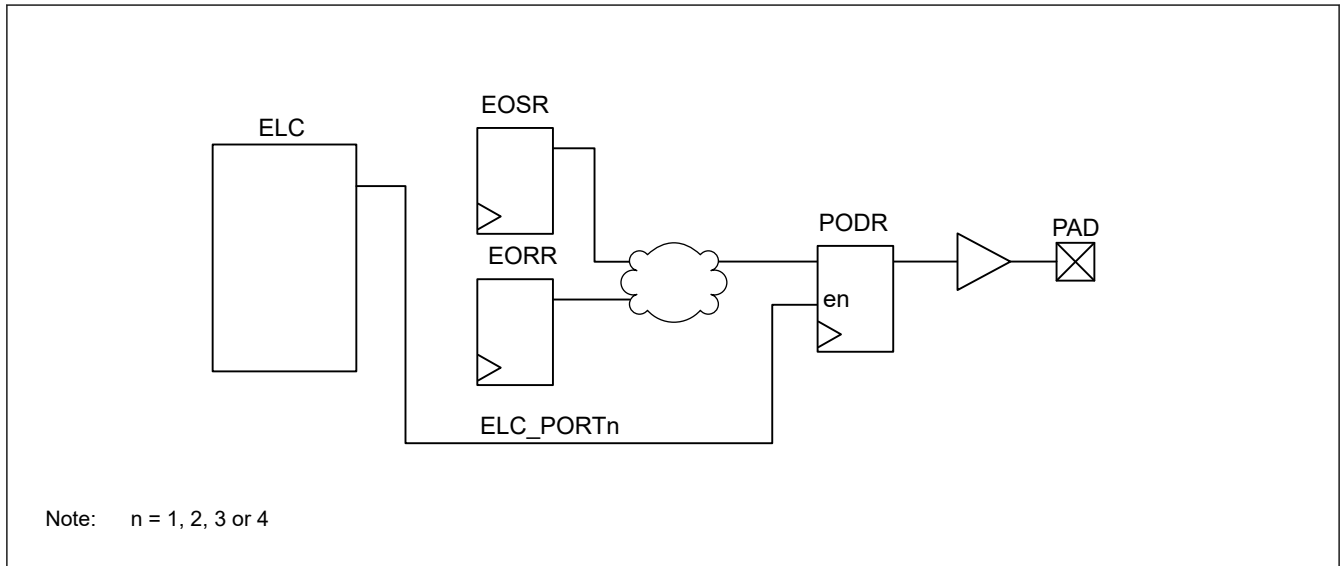 ELC
EOSR
EORR
PODR
en
PAD
ELC_PORTn
Note: n = 1, 2, 3 or 4